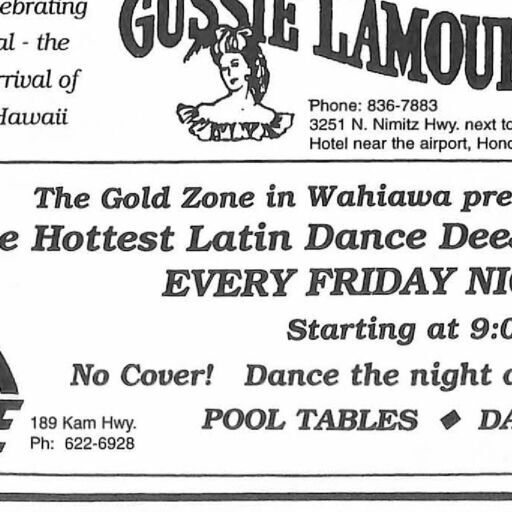 ebrating
al - the
rrival of
Hawaii
GUSSIE LAMOU
Phone: 836-7883
3251 N. Nimitz Hwy. next to
Hotel near the airport, Hono
The Gold Zone in Wahiawa pre
e Hottest Latin Dance Dee
EVERY FRIDAY NI
Starting at 9:0
No Cover! Dance the night
189 Kam Hwy.
Ph: 622-6928
POOL TABLES ◆ DA